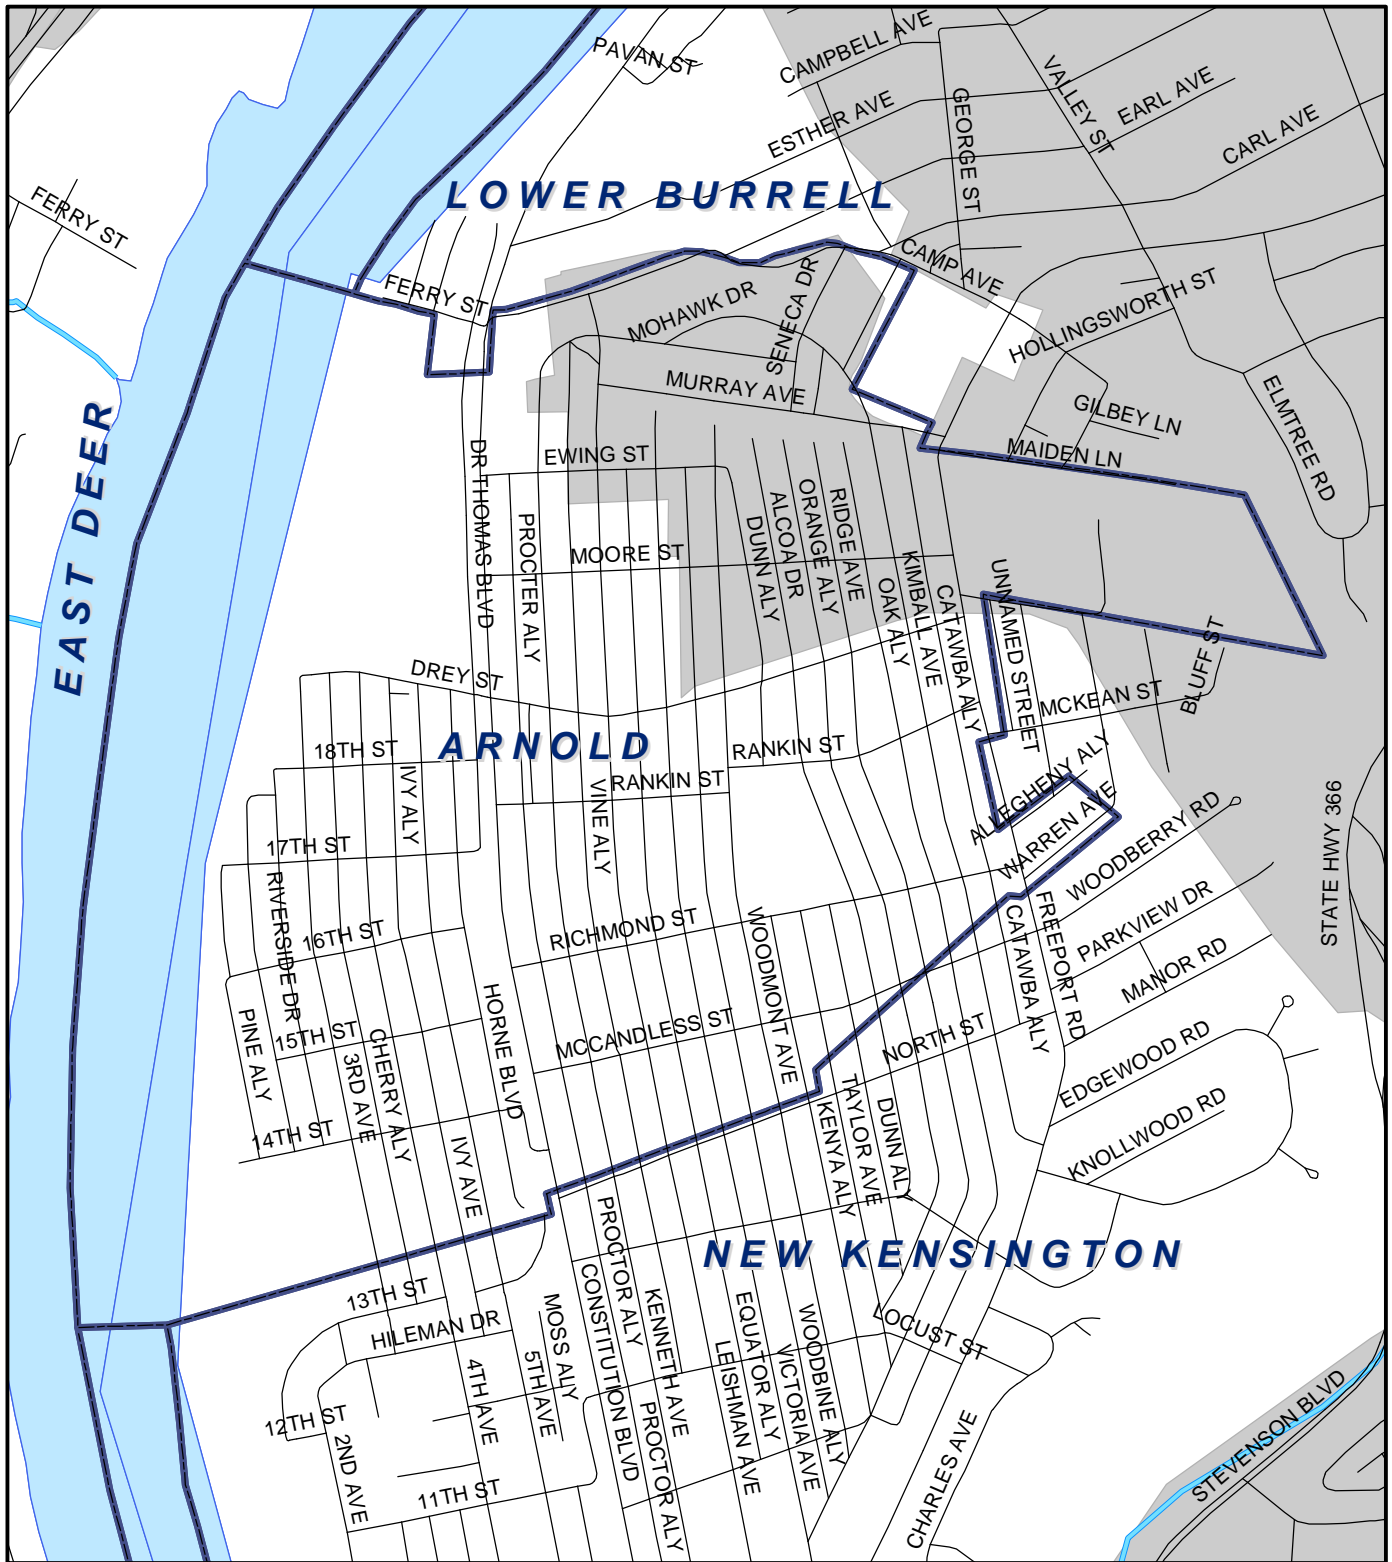 PAVAN ST
CAMPBELL AVE
VALLEY ST
EARL AVE
ESTHER AVE
GEORGE ST
CARL AVE
FERRY ST
LOWER BURRELL
CAMP AVE
FERRY ST
SENECA DR
MOHAWK DR
HOLLINGSWORTH ST
MURRAY AVE
ELMTREE RD
GILBEY LN
EAST DEER
DR THOMAS BLVD
EWING ST
MAIDEN LN
PROCTER ALY
MOORE ST
DUNN ALY
ALCOA DR
ORANGE ALY
RIDGE AVE
OAK ALY
KIMBALL AVE
CATAWBA ALY
UNNAMED STREET
BLUFF ST
DREY ST
MCKEAN ST
18TH ST
ARNOLD
RANKIN ST
IVY ALY
RANKIN ST
VINE ALY
ALLEGHENY ALY
WARREN AVE
WOODBERRY RD
STATE HWY 366
17TH ST
RIVERSIDE DR
16TH ST
RICHMOND ST
WOODMONT AVE
CATAWBA ALY
FREEPORT RD
PARKVIEW DR
MANOR RD
PINE ALY
15TH ST
3RD AVE
CHERRY ALY
HORNE BLVD
MCCANDLESS ST
NORTH ST
EDGEWOOD RD
14TH ST
IVY AVE
KENYA ALY
TAYLOR AVE
DUNN ALY
KNOLLWOOD RD
NEW KENSINGTON
PROCTOR ALY
13TH ST
HILEMAN DR
CONSTITUTION BLVD
KENNETH AVE
MOSS ALY
5TH AVE
4TH AVE
EQUATOR ALY
LEISHMAN AVE
VICTORIA AVE
WOODBINE ALY
LOCUST ST
12TH ST
2ND AVE
11TH ST
PROCTOR ALY
CHARLES AVE
STEVENSON BLVD